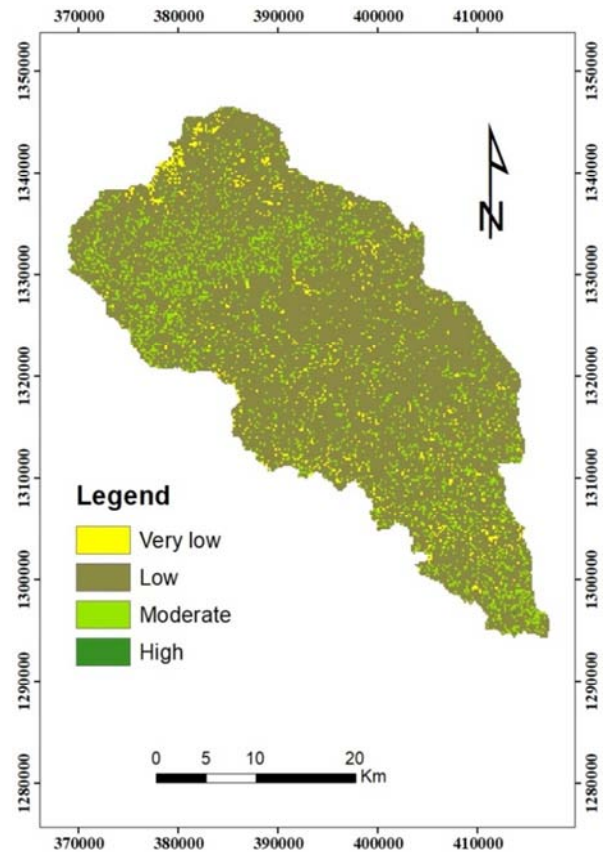 370000 380000 390000 400000 410000
1350000 1350000
1340000 1340000
N
1330000 1330000
1320000 1320000
1310000 1310000
Legend
Very low
Low
1300000 1300000
Moderate
High
1290000 1290000
0 5 10 20
Km
1280000 1280000
370000 380000 390000 400000 410000